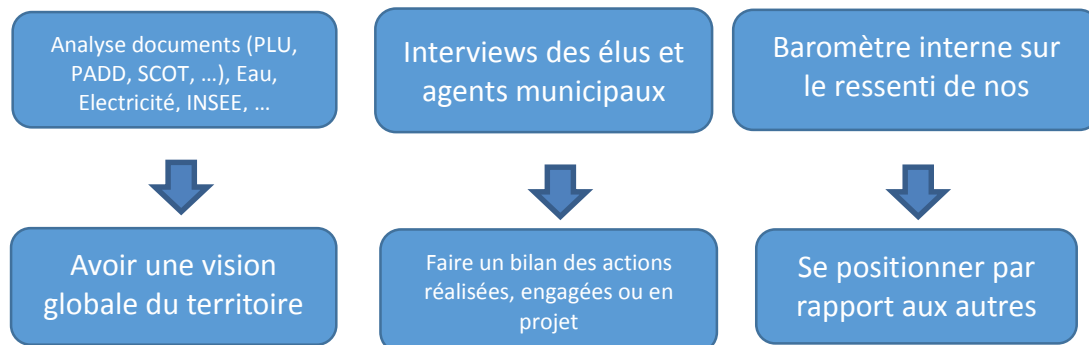 Analyse documents (PLU,
PADD, SCOT, …), Eau,
Electricité, INSEE, …
Interviews des élus et
agents municipaux
Baromètre interne sur
le ressenti de nos
Avoir une vision
globale du territoire
Faire un bilan des actions
réalisées, engagées ou en
projet
Se positionner par
rapport aux autres